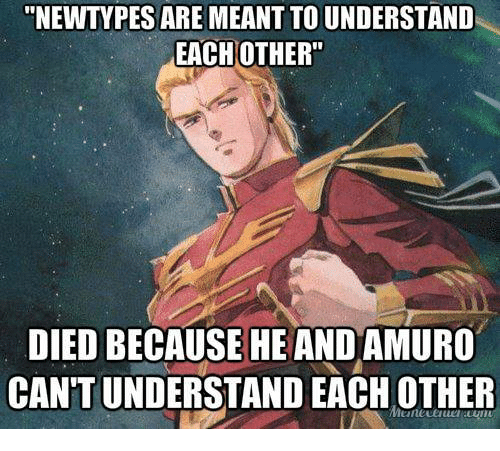 "NEWTYPES ARE MEANT TO UNDERSTAND
EACH OTHER"
DIED BECAUSE HE AND AMURO
CAN'T UNDERSTAND EACH OTHER